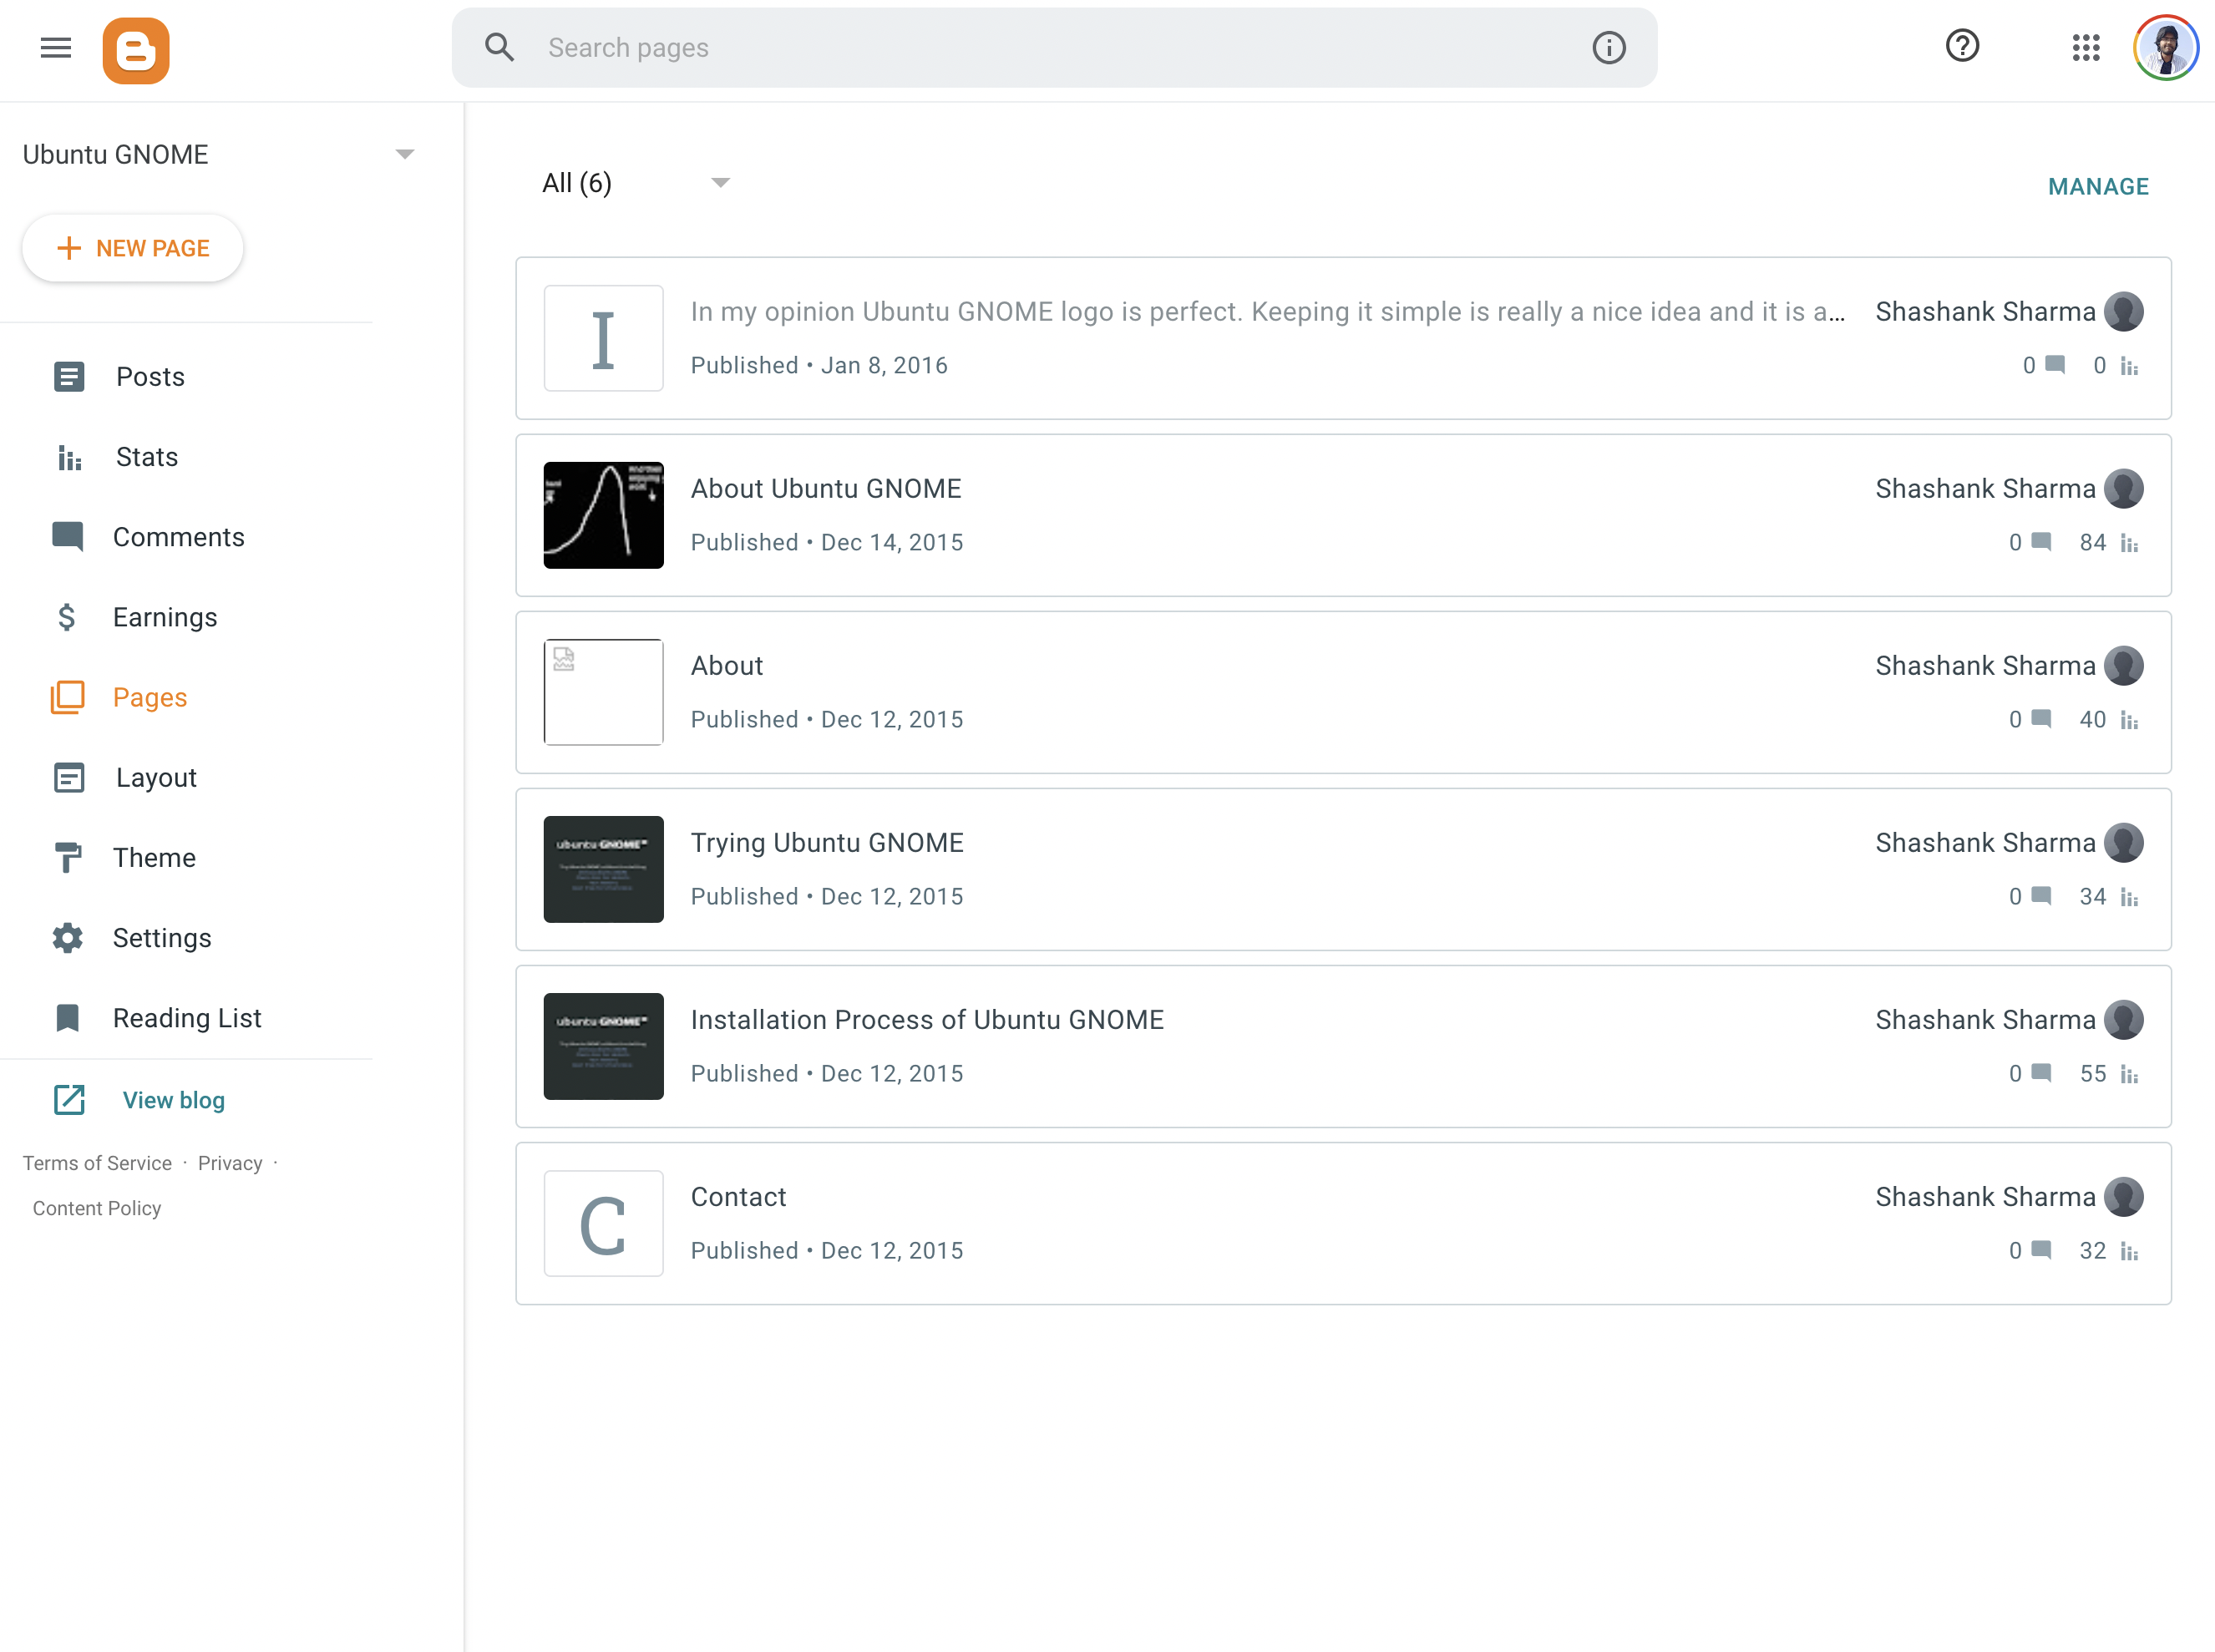 Search pages
Ubuntu GNOME
NEW PAGE
Posts
Stats
Comments
Earnings
Pages
Layout
Theme
Settings
Reading List
View blog
Terms of Service · Privacy ·
Content Policy
All (6)
MANAGE
I
In my opinion Ubuntu GNOME logo is perfect. Keeping it simple is really a nice idea and it is a...
Shashank Sharma
Published • Jan 8, 2016
0 0
About Ubuntu GNOME
Shashank Sharma
Published • Dec 14, 2015
0 84
About
Shashank Sharma
Published • Dec 12, 2015
0 40
ubuntu GNOME
Trying Ubuntu GNOME
Shashank Sharma
Published • Dec 12, 2015
0 34
ubuntu GNOME
Installation Process of Ubuntu GNOME
Shashank Sharma
Published • Dec 12, 2015
0 55
C
Contact
Shashank Sharma
Published • Dec 12, 2015
0 32